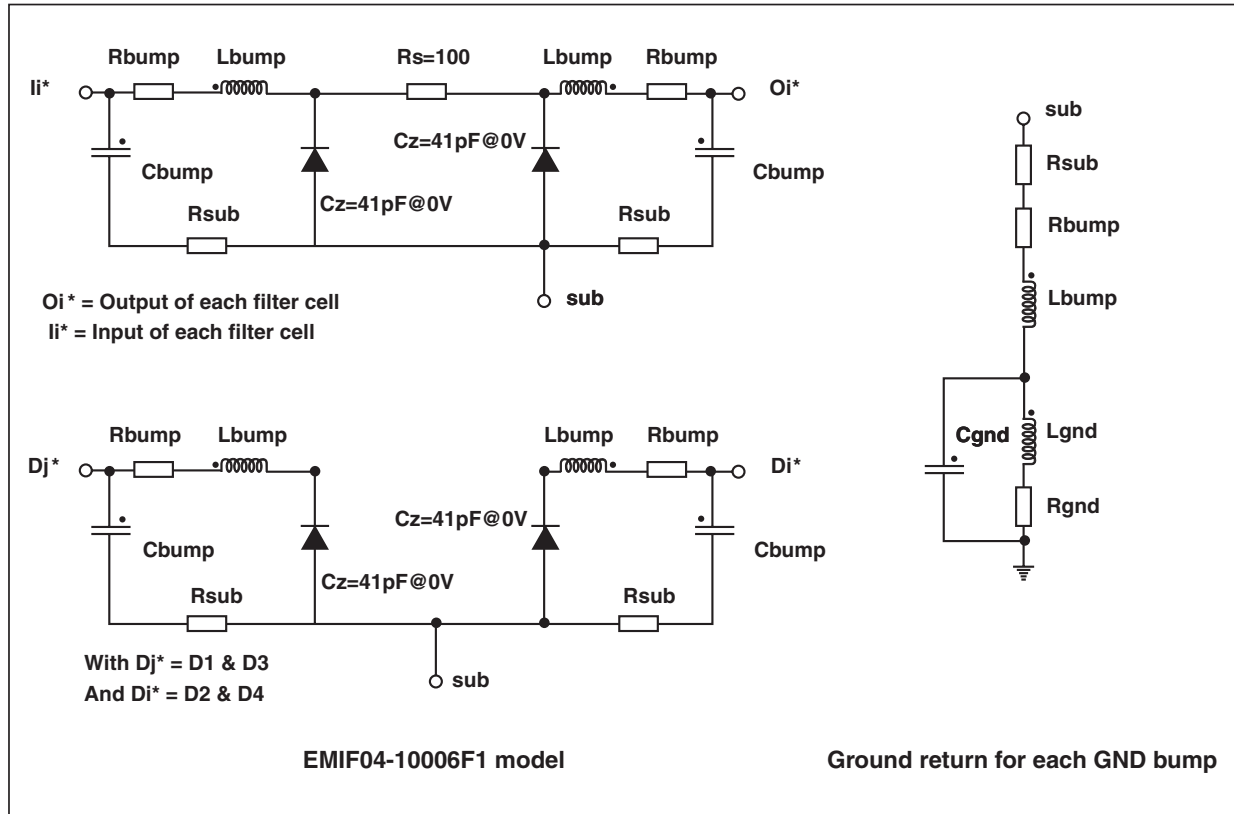 Rbump Lbump Rs=100 Lbump Rbump
Ii* Oi*
Cz=41pF@0V
Cbump Cbump
Cz=41pF@0V
Rsub Rsub
sub
Oi* = Output of each filter cell
Ii* = Input of each filter cell
Rbump Lbump Lbump Rbump
Dj* Di*
Cz=41pF@0V
Cbump Cbump
Cz=41pF@0V
Rsub Rsub
With Dj* = D1 & D3
And Di* = D2 & D4
sub
EMIF04-10006F1 model
sub
Rsub
Rbump
Lbump
Cgnd Lgnd
Rgnd
Ground return for each GND bump